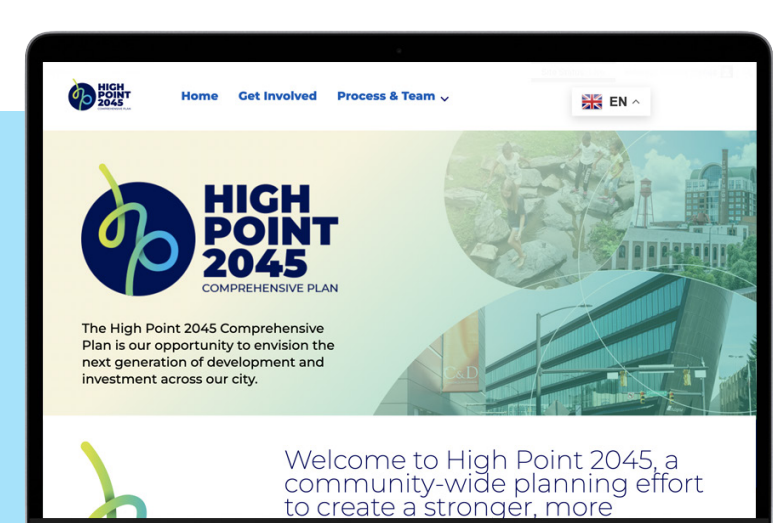 HIGH
POINT
2045
COMPREHENSIVE PLAN
Home Get Involved Process & Team
EN
HIGH
POINT
2045
COMPREHENSIVE PLAN
The High Point 2045 Comprehensive
Plan is our opportunity to envision the
next generation of development and
investment across our city.
C&D
Welcome to High Point 2045, a
community-wide planning effort
to create a stronger, more